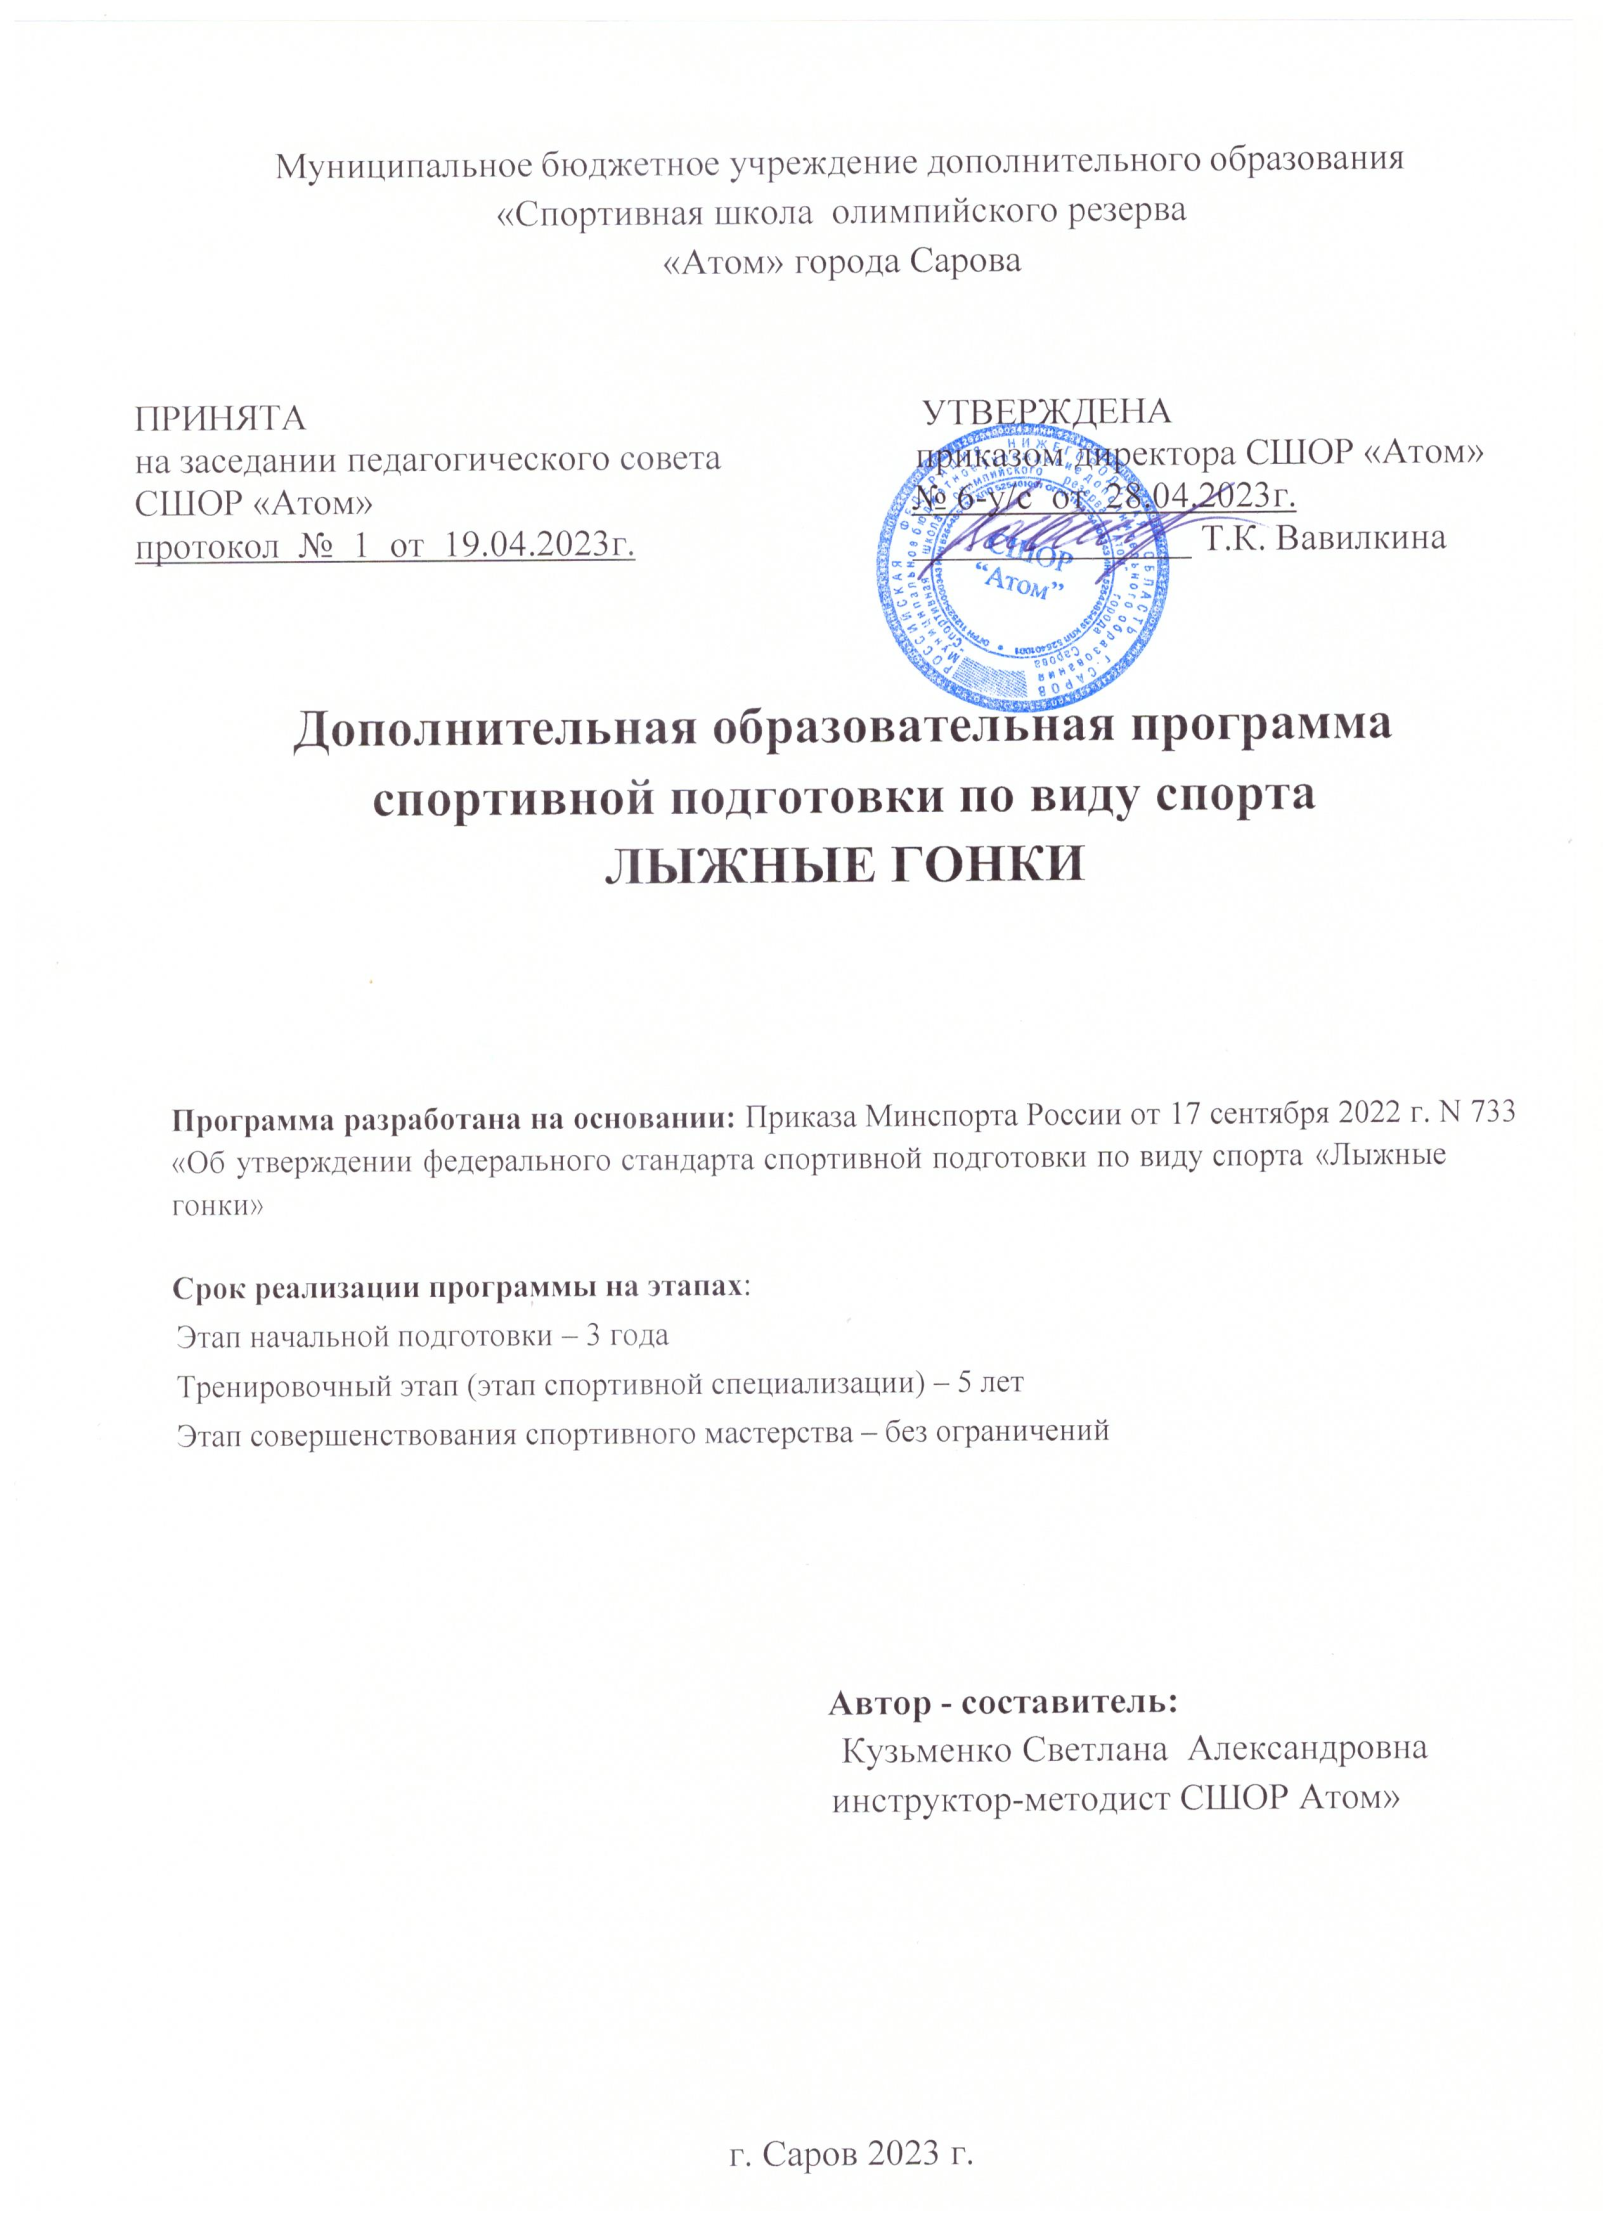 Муниципальное бюджетное учреждение дополнительного образования
«Спортивная школа олимпийского резерва
«Атом» города Сарова
ПРИНЯТА
на заседании педагогического совета
СШОР «Атом»
протокол № 1 от 19.04.2023г.
УТВЕРЖДЕНА
приказом директора СШОР «Атом»
№ 6-у/с от 28.04.2023г.
Т.К. Вавилкина
СШОР
“Атом”
Дополнительная образовательная программа
спортивной подготовки по виду спорта
ЛЫЖНЫЕ ГОНКИ
Программа разработана на основании: Приказа Минспорта России от 17 сентября 2022 г. N 733
«Об утверждении федерального стандарта спортивной подготовки по виду спорта «Лыжные
гонки»
Срок реализации программы на этапах:
Этап начальной подготовки – 3 года
Тренировочный этап (этап спортивной специализации) – 5 лет
Этап совершенствования спортивного мастерства – без ограничений
Автор - составитель:
Кузьменко Светлана Александровна
инструктор-методист СШОР Атом»
г. Саров 2023 г.